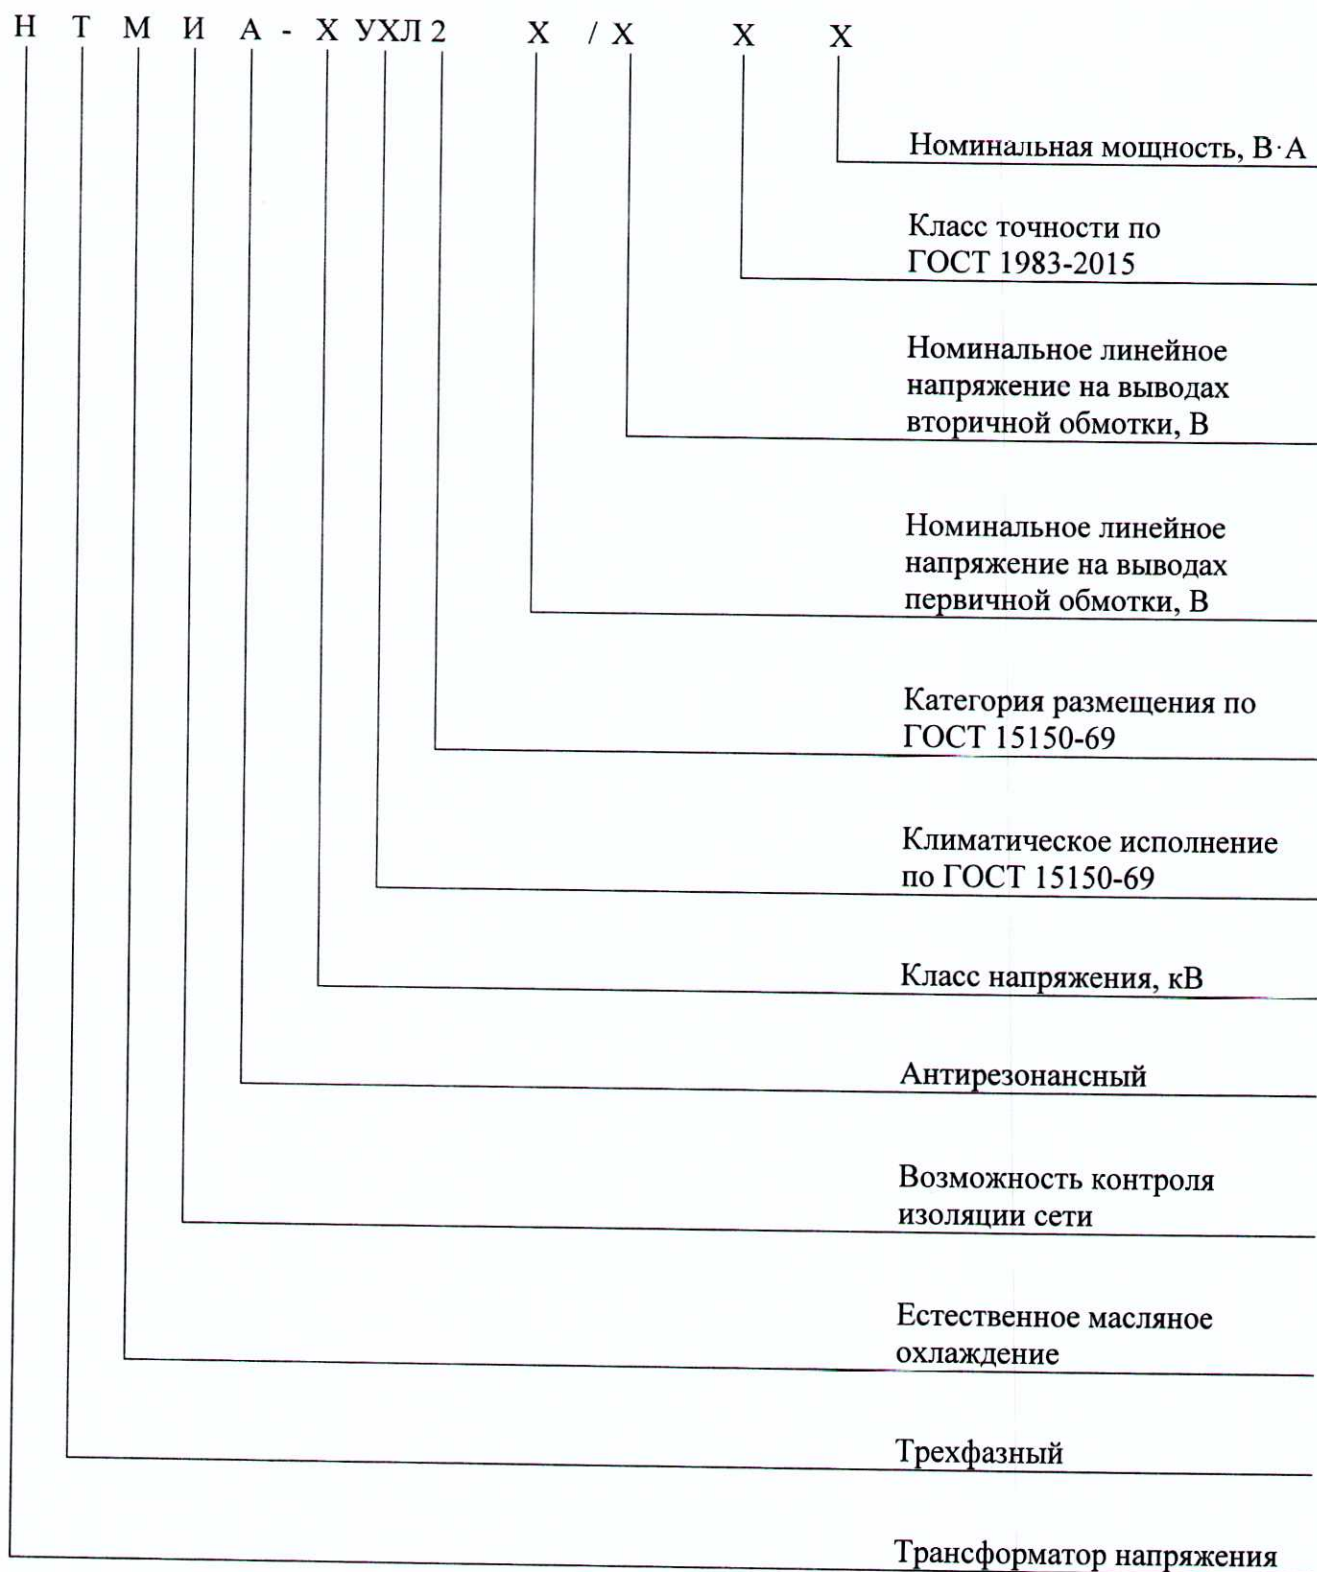 Н Т М И А - Х УХЛ 2 Х / Х Х Х
Номинальная мощность, В·А
Класс точности по
ГОСТ 1983-2015
Номинальное линейное
напряжение на выводах
вторичной обмотки, В
Номинальное линейное
напряжение на выводах
первичной обмотки, В
Категория размещения по
ГОСТ 15150-69
Климатическое исполнение
по ГОСТ 15150-69
Класс напряжения, кВ
Антирезонансный
Возможность контроля
изоляции сети
Естественное масляное
охлаждение
Трехфазный
Трансформатор напряжения